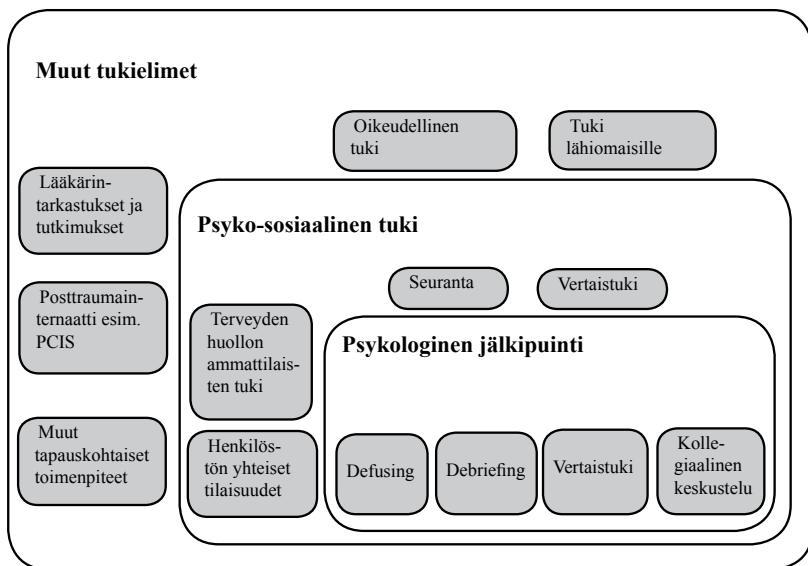 Muut tukielimet
Oikeudellinen
tuki
Tuki
lähiomaisille
Lääkärin-
tarkastukset ja
tutkimukset
Psyko-sosiaalinen tuki
Seuranta
Vertaistuki
Posttraumain-
ternaatti esim.
PCIS
Terveyden
huollon
ammattilais-
ten tuki
Psykologinen jälkipuinti
Muut
tapauskohtaiset
toimenpiteet
Henkilös-
tön yhteiset
tilaisuudet
Defusing
Debriefing
Vertaistuki
Kolle-
giaalinen
keskustelu